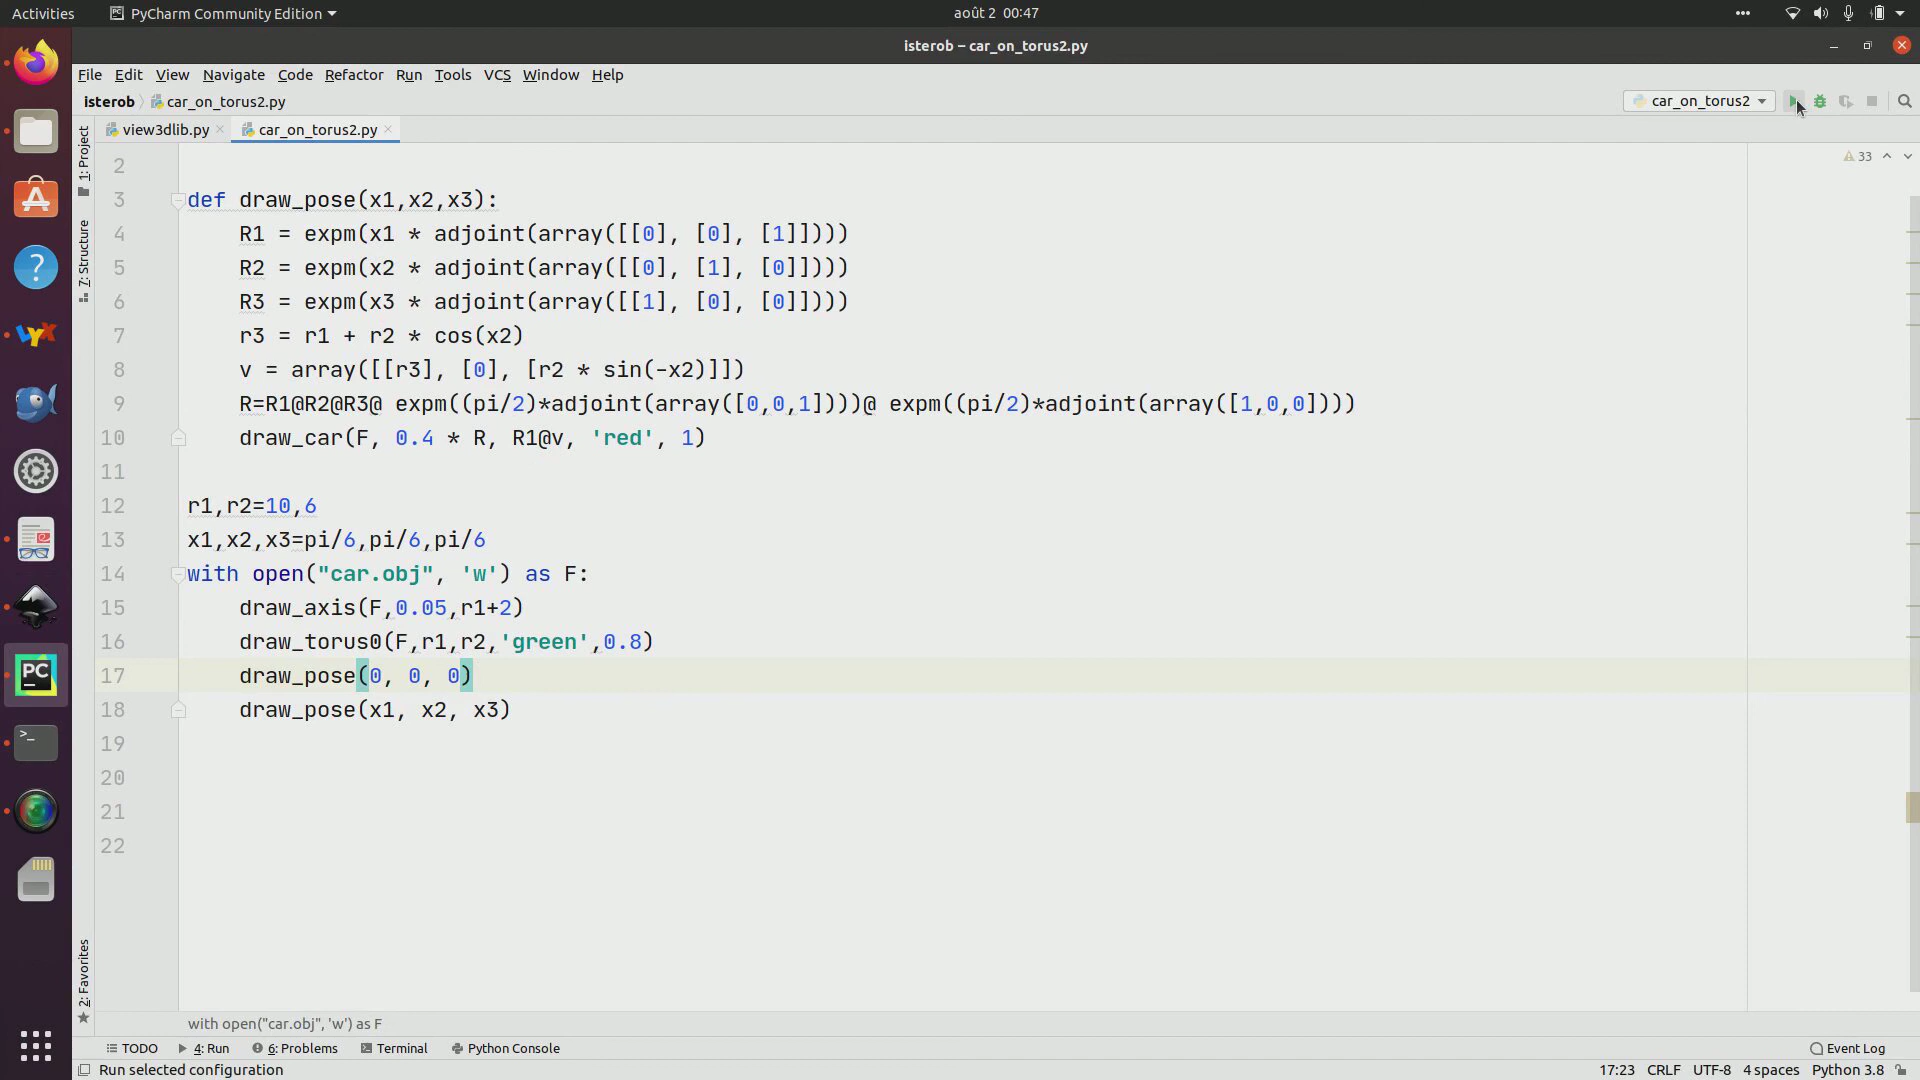 Activities PyCharm Community Edition août 2 00:47
isterob – car_on_torus2.py
File Edit View Navigate Code Refactor Run Tools VCS Window Help
isterob car_on_torus2.py car_on_torus2
view3dlib.py car_on_torus2.py
1: Project
7: Structure
2: Favorites
33
2
3 def draw_pose(x1,x2,x3):
4 R1 = expm(x1 * adjoint(array([[0], [0], [1]])))
5 R2 = expm(x2 * adjoint(array([[0], [1], [0]])))
6 R3 = expm(x3 * adjoint(array([[1], [0], [0]])))
7 r3 = r1 + r2 * cos(x2)
8 v = array([[r3], [0], [r2 * sin(-x2)]])
9 R=R1@R2@R3@ expm((pi/2)*adjoint(array([0,0,1])))@ expm((pi/2)*adjoint(array([1,0,0])))
10 draw_car(F, 0.4 * R, R1@v, 'red', 1)
11
12 r1,r2=10,6
13 x1,x2,x3=pi/6,pi/6,pi/6
14 with open("car.obj", 'w') as F:
15 draw_axis(F,0.05,r1+2)
16 draw_torus0(F,r1,r2,'green',0.8)
17 draw_pose(0, 0, 0)
18 draw_pose(x1, x2, x3)
19
20
21
22
with open("car.obj", 'w') as F
TODO 4: Run 6: Problems Terminal Python Console Event Log
Run selected configuration 17:23 CRLF UTF-8 4 spaces Python 3.8